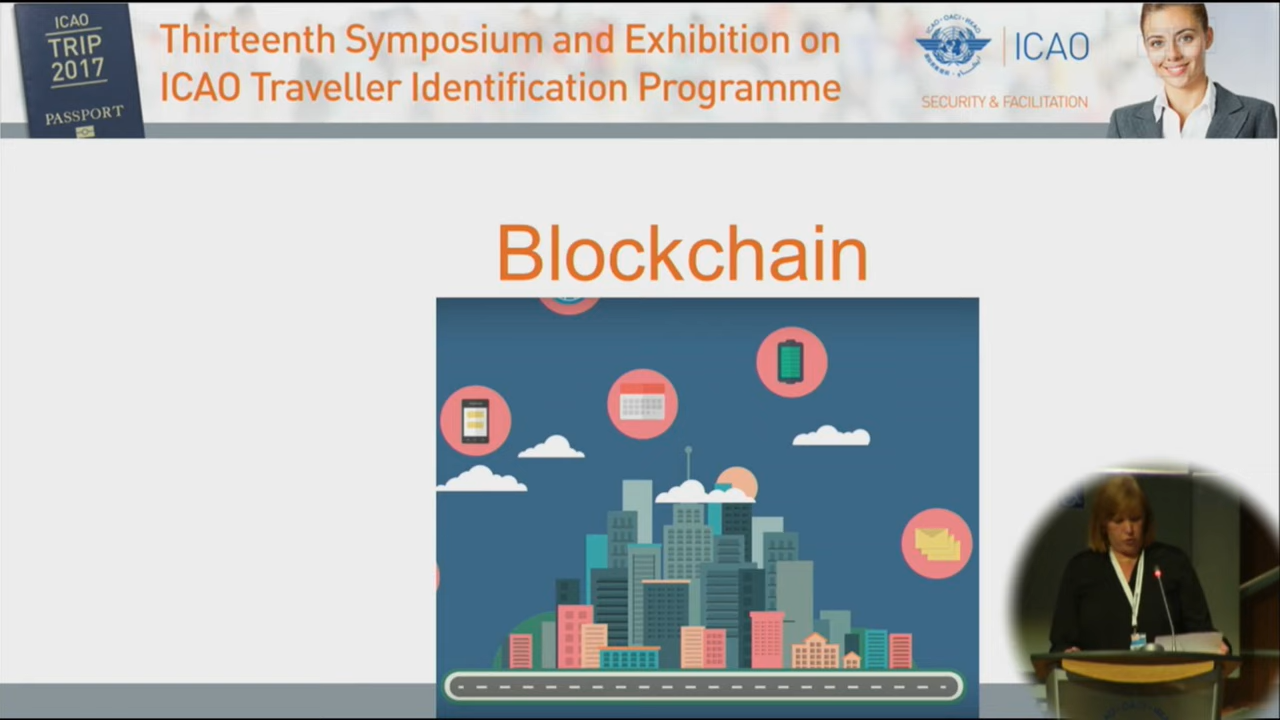 ICAO
TRIP
2017
PASSPORT
Thirteenth Symposium and Exhibition on
ICAO Traveller Identification Programme
ICAO
SECURITY & FACILITATION
Blockchain